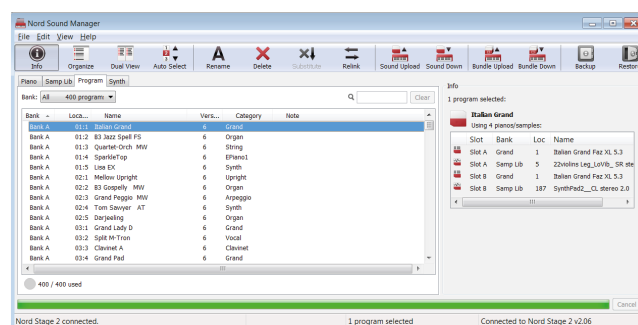 Nord Sound Manager
File Edit View Help
Info Organize Dual View Auto Select Rename Delete Substitute Relink Sound Upload Sound Down Bundle Upload Bundle Down Backup Restor
Piano Samp Lib Program Synth
Bank: All 400 program: Clear
Bank Loca... Name Vers... Category Note
Bank A 01:1 Italian Grand 6 Grand
Bank A 01:2 B3 Jazz Spell FS 6 Organ
Bank A 01:3 Quartet-Orch MW 6 String
Bank A 01:4 SparkleTop 6 EPiano1
Bank A 01:5 Lisa EX 6 Synth
Bank A 02:1 Mellow Upright 6 Upright
Bank A 02:2 B3 Gospelly MW 6 Organ
Bank A 02:3 Grand Peggio MW 6 Arpeggio
Bank A 02:4 Tom Sawyer AT 6 Synth
Bank A 02:5 Darjeeling 6 Organ
Bank A 03:1 Grand Lady D 6 Grand
Bank A 03:2 Split M-Tron 6 Vocal
Bank A 03:3 Clavinet A 6 Clavinet
Bank A 03:4 Grand Pad 6 Grand
400 / 400 used
Info
1 program selected:
Italian Grand
Using 4 pianos/samples:
Slot Bank Loc Name
Slot A Grand 1 Italian Grand Faz XL 5.3
Slot A Samp Lib 5 22violins Leg_LoVib_ SR ste
Slot B Grand 1 Italian Grand Faz XL 5.3
Slot B Samp Lib 187 SynthPad2__CL stereo 2.0
Cancel
Nord Stage 2 connected. 1 program selected Connected to Nord Stage 2 v2.06